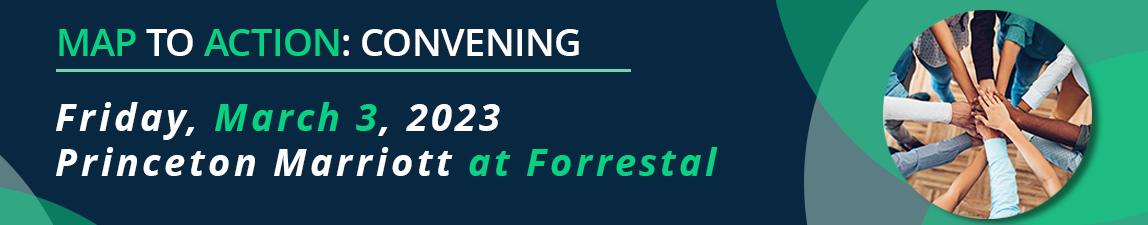 MAP TO ACTION: CONVENING
Friday, March 3, 2023
Princeton Marriott at Forrestal